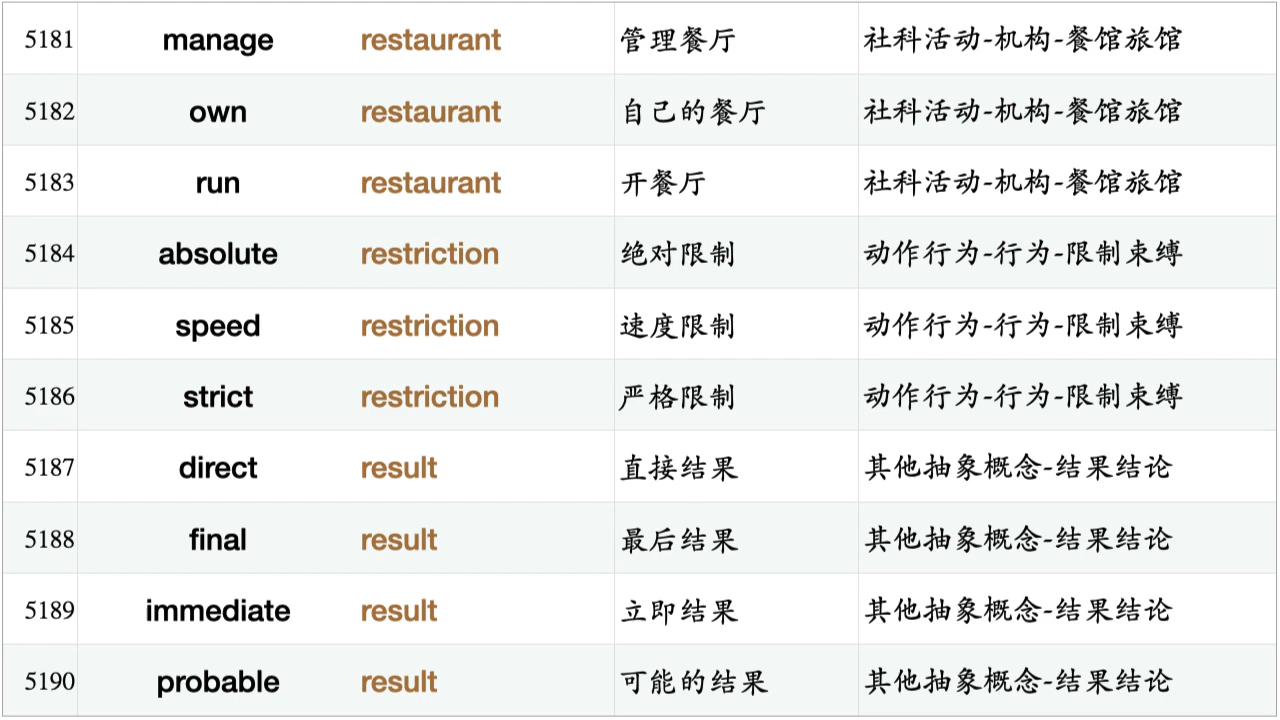 5181 manage restaurant 管理餐厅 社科活动-机构-餐馆旅馆
5182 own restaurant 自己的餐厅 社科活动-机构-餐馆旅馆
5183 run restaurant 开餐厅 社科活动-机构-餐馆旅馆
5184 absolute restriction 绝对限制 动作行为-行为-限制束缚
5185 speed restriction 速度限制 动作行为-行为-限制束缚
5186 strict restriction 严格限制 动作行为-行为-限制束缚
5187 direct result 直接结果 其他抽象概念-结果结论
5188 final result 最后结果 其他抽象概念-结果结论
5189 immediate result 立即结果 其他抽象概念-结果结论
5190 probable result 可能的结果 其他抽象概念-结果结论